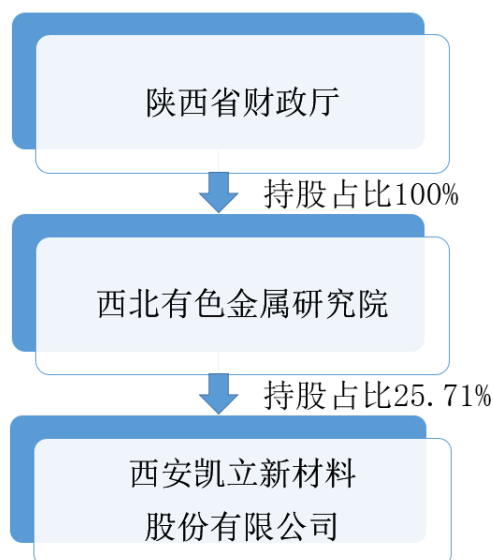 陕西省财政厅
持股占比100%
西北有色金属研究院
持股占比25.71%
西安凯立新材料
股份有限公司